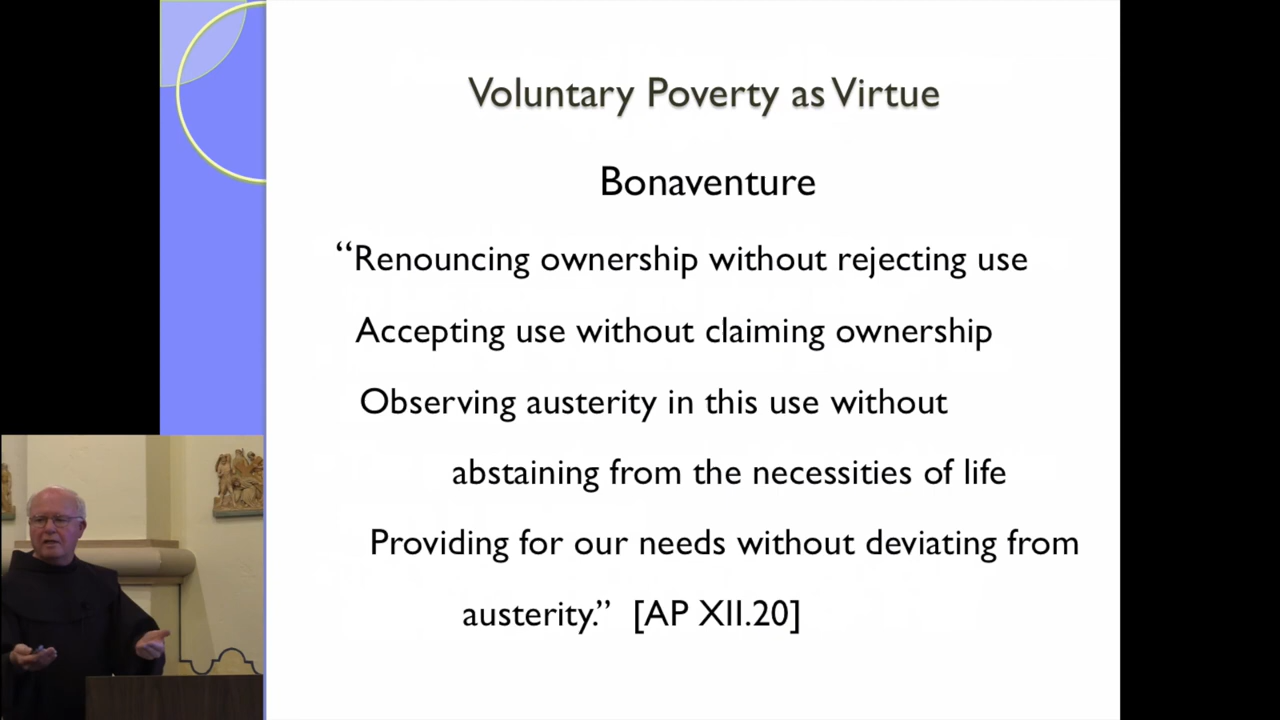 Voluntary Poverty as Virtue
Bonaventure
“Renouncing ownership without rejecting use
Accepting use without claiming ownership
Observing austerity in this use without
abstaining from the necessities of life
Providing for our needs without deviating from
austerity.” [AP XII.20]